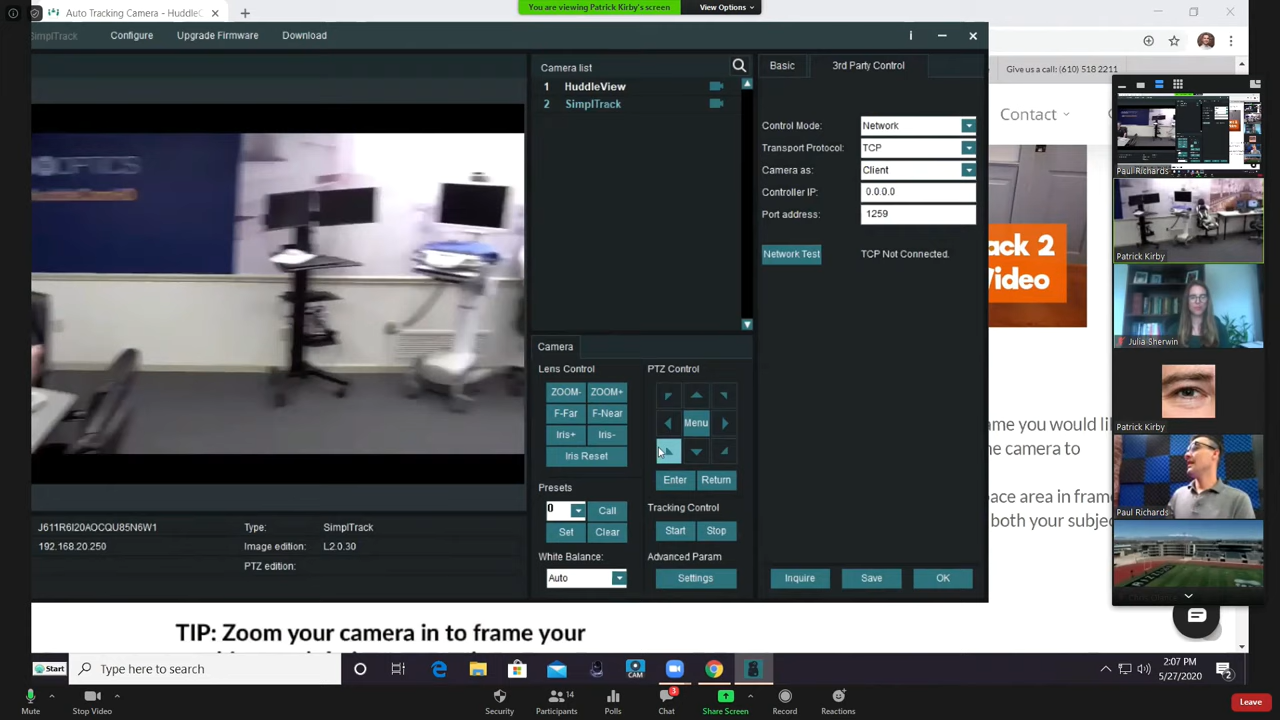 Auto Tracking Camera - HuddleC
You are viewing Patrick Kirby's screen
View Options
SimplTrack
Configure
Upgrade Firmware
Download
Give us a call: (610) 518 2211
Contact
Camera list
1 HuddleView
2 SimplTrack
Basic
3rd Party Control
Control Mode: Network
Transport Protocol: TCP
Camera as: Client
Controller IP: 0.0.0.0
Port address: 1259
Network Test
TCP Not Connected.
Inquire
Save
OK
Camera
Lens Control
ZOOM- ZOOM+
F-Far F-Near
Iris+ Iris-
Iris Reset
Presets
0 Call
Set Clear
White Balance:
Auto
PTZ Control
Menu
Enter Return
Tracking Control
Start Stop
Advanced Param
Settings
J611R6I20AOCQU85N6W1
Type: SimplTrack
192.168.20.250
Image edition: L2.0.30
PTZ edition:
ack 2
Video
ame you would like
he camera to
pace area in frame
both your subject
TIP: Zoom your camera in to frame your
Paul Richards
Patrick Kirby
Julia Sherwin
Patrick Kirby
Paul Richards
Start
Type here to search
CAM
2:07 PM
5/27/2020
2
Mute
Stop Video
Security
14
Participants
Polls
3
Chat
Share Screen
Record
Reactions
Leave